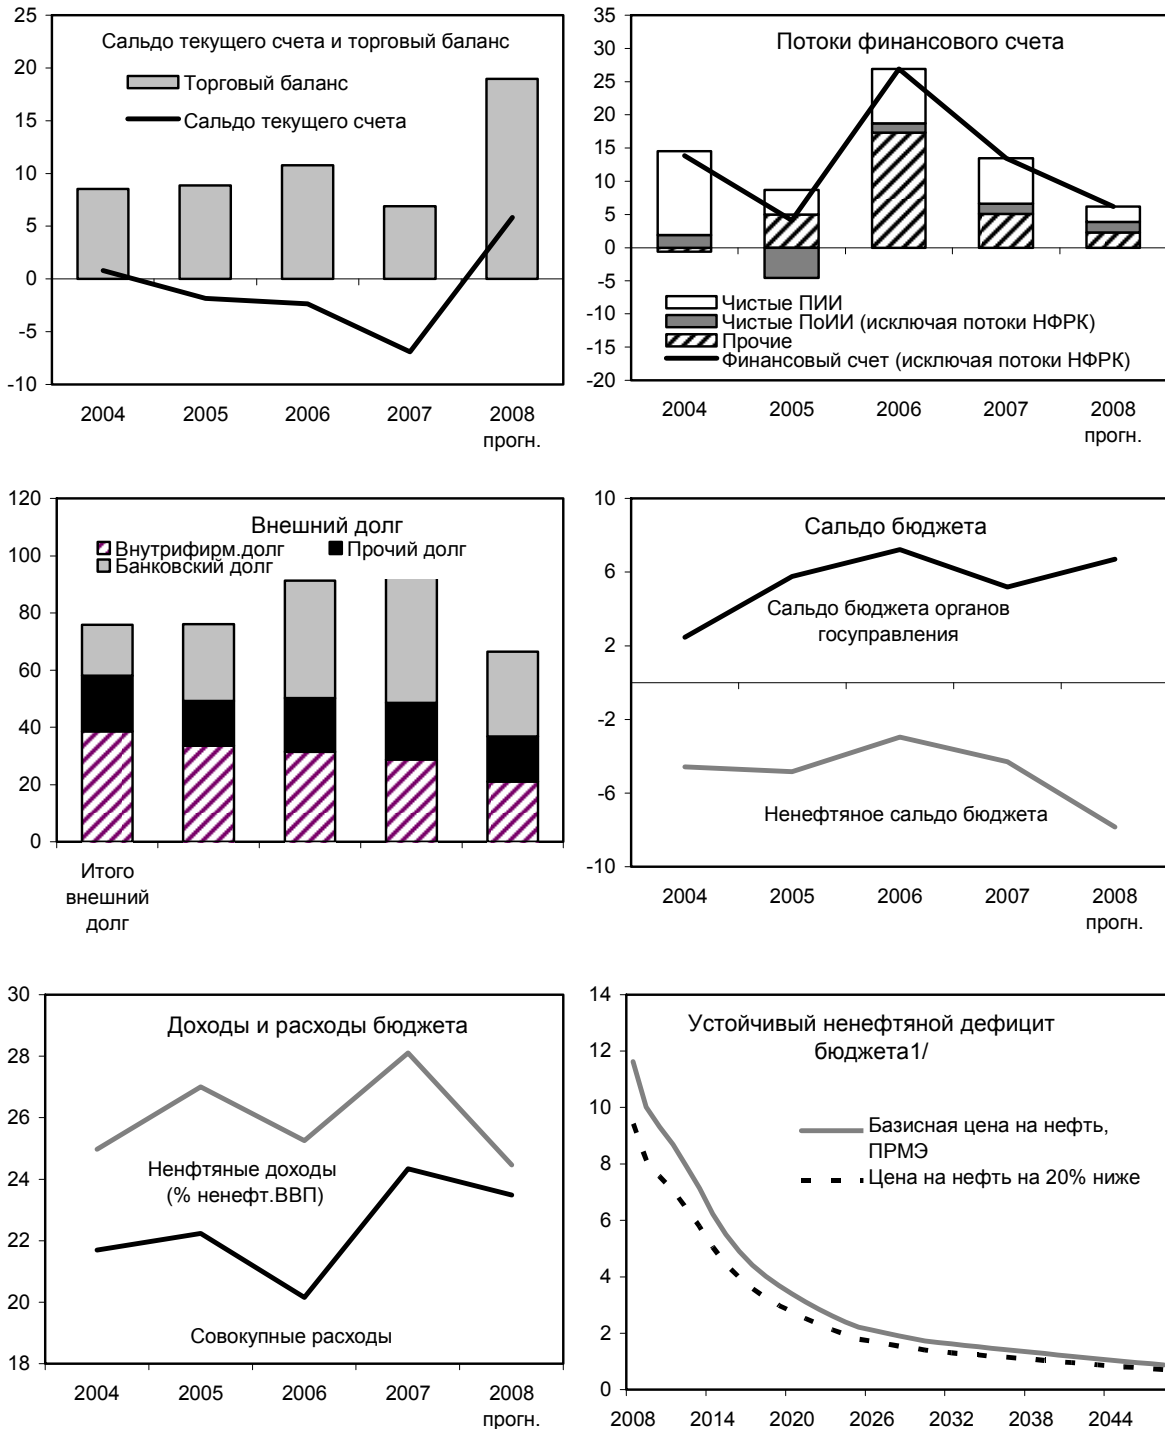 25
20
15
10
5
0
-5
-10
Сальдо текущего счета и торговый баланс
Торговый баланс
Сальдо текущего счета
2004 2005 2006 2007 2008
прогн.
35
30
25
20
15
10
5
0
-5
-10
-15
-20
Потоки финансового счета
Чистые ПИИ
Чистые ПоИИ (исключая потоки НФРК)
Прочие
Финансовый счет (исключая потоки НФРК)
2004 2005 2006 2007 2008
прогн.
120
100
80
60
40
20
0
Внешний долг
Внутрифирм.долг Прочий долг
Банковский долг
Итого
внешний
долг
10
6
2
-2
-6
-10
Сальдо бюджета
Сальдо бюджета органов
госуправления
Ненефтяное сальдо бюджета
2004 2005 2006 2007 2008
прогн.
30
28
26
24
22
20
18
Доходы и расходы бюджета
Ненфтяные доходы
(% ненефт.ВВП)
Совокупные расходы
2004 2005 2006 2007 2008
прогн.
14
12
10
8
6
4
2
0
Устойчивый ненефтяной дефицит
бюджета1/
Базисная цена на нефть,
ПРМЭ
Цена на нефть на 20% ниже
2008 2014 2020 2026 2032 2038 2044